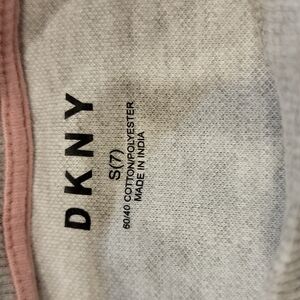 DKNY
S(7)
60/40 COTTON/POLYESTER
MADE IN INDIA